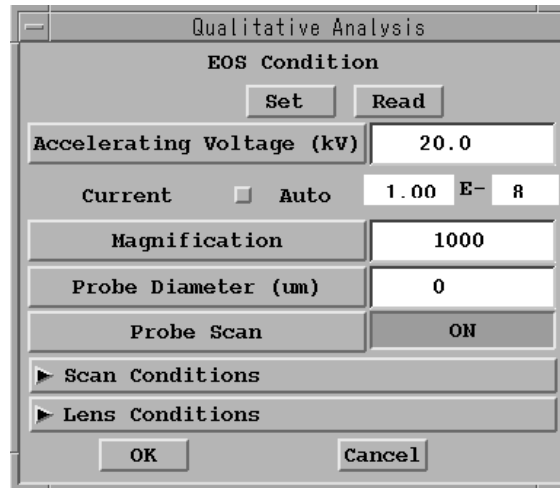 Qualitative Analysis
EOS Condition
Set Read
Accelerating Voltage (kV) 20.0
Current Auto 1.00 E- 8
Magnification 1000
Probe Diameter (um) 0
Probe Scan ON
Scan Conditions
Lens Conditions
OK Cancel